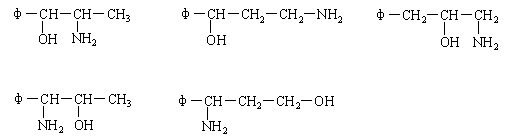 ф—CH—CH—CH₃
OH NH₂
ф—CH—CH₂—CH₂—NH₂
OH
ф—CH₂—CH—CH₂
OH NH₂
ф—CH—CH—CH₃
NH₂ OH
ф—CH—CH₂—CH₂—OH
NH₂